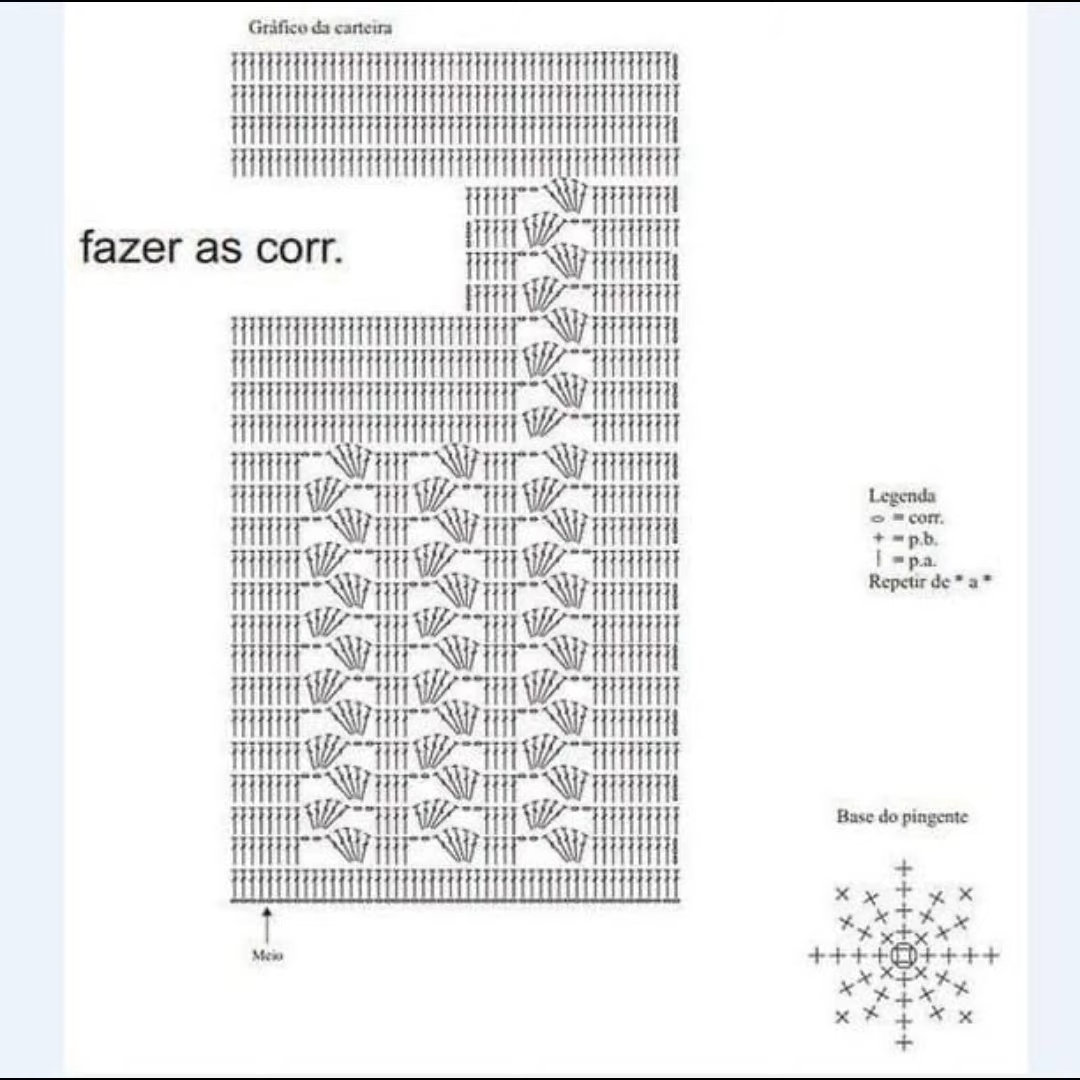 Gráfico da carteira
fazer as corr.
Legenda
= corr.
+ = p.b.
| = p.a.
Repetir de * a *
Base do pingente
Meio